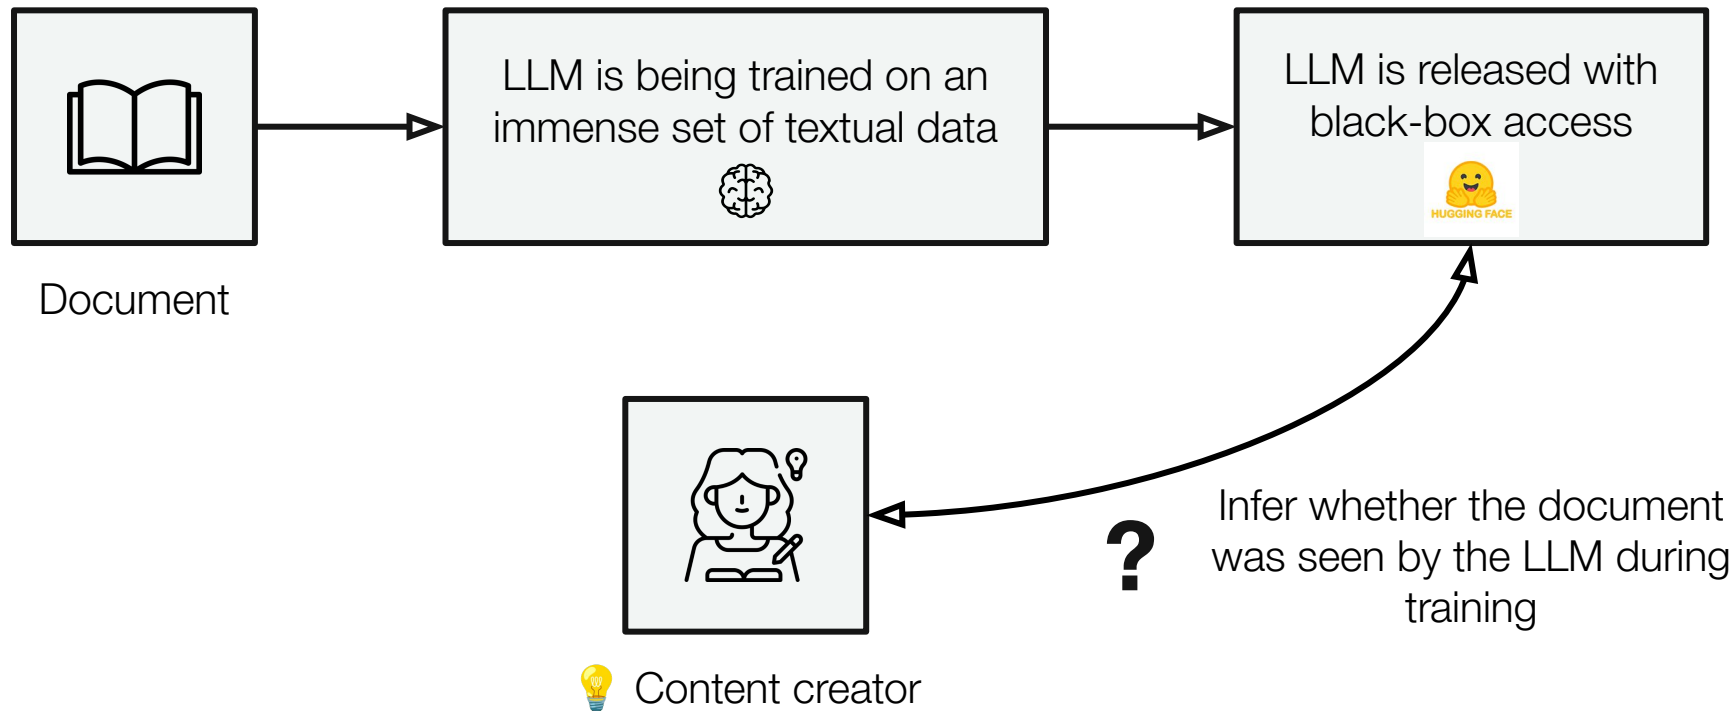 LLM is being trained on an
immense set of textual data
LLM is released with
black-box access
HUGGING FACE
Document
?
Infer whether the document
was seen by the LLM during
training
Content creator